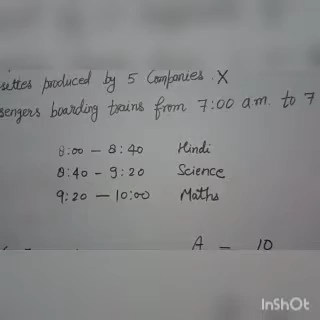 settes produced by 5 Companies. X
sengers boarding trains from 7:00 a.m. to 7
8:00 - 8:40 Hindi
8:40 - 9:20 Science
9:20 - 10:00 Maths
A - 10
InShot